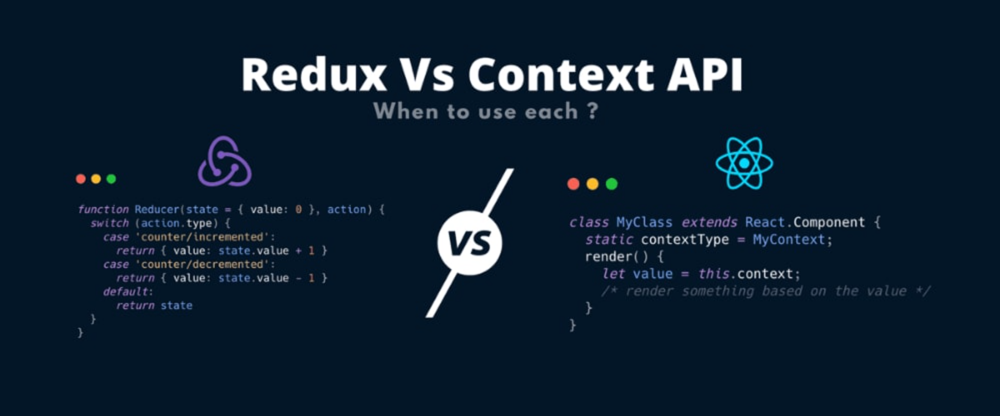 Redux Vs Context API
When to use each ?
function Reducer(state = { value: 0 }, action) {
  switch (action.type) {
    case 'counter/incremented':
      return { value: state.value + 1 }
    case 'counter/decremented':
      return { value: state.value - 1 }
    default:
      return state
  }
}
VS
class MyClass extends React.Component {
  static contextType = MyContext;
  render() {
    let value = this.context;
    /* render something based on the value */
  }
}